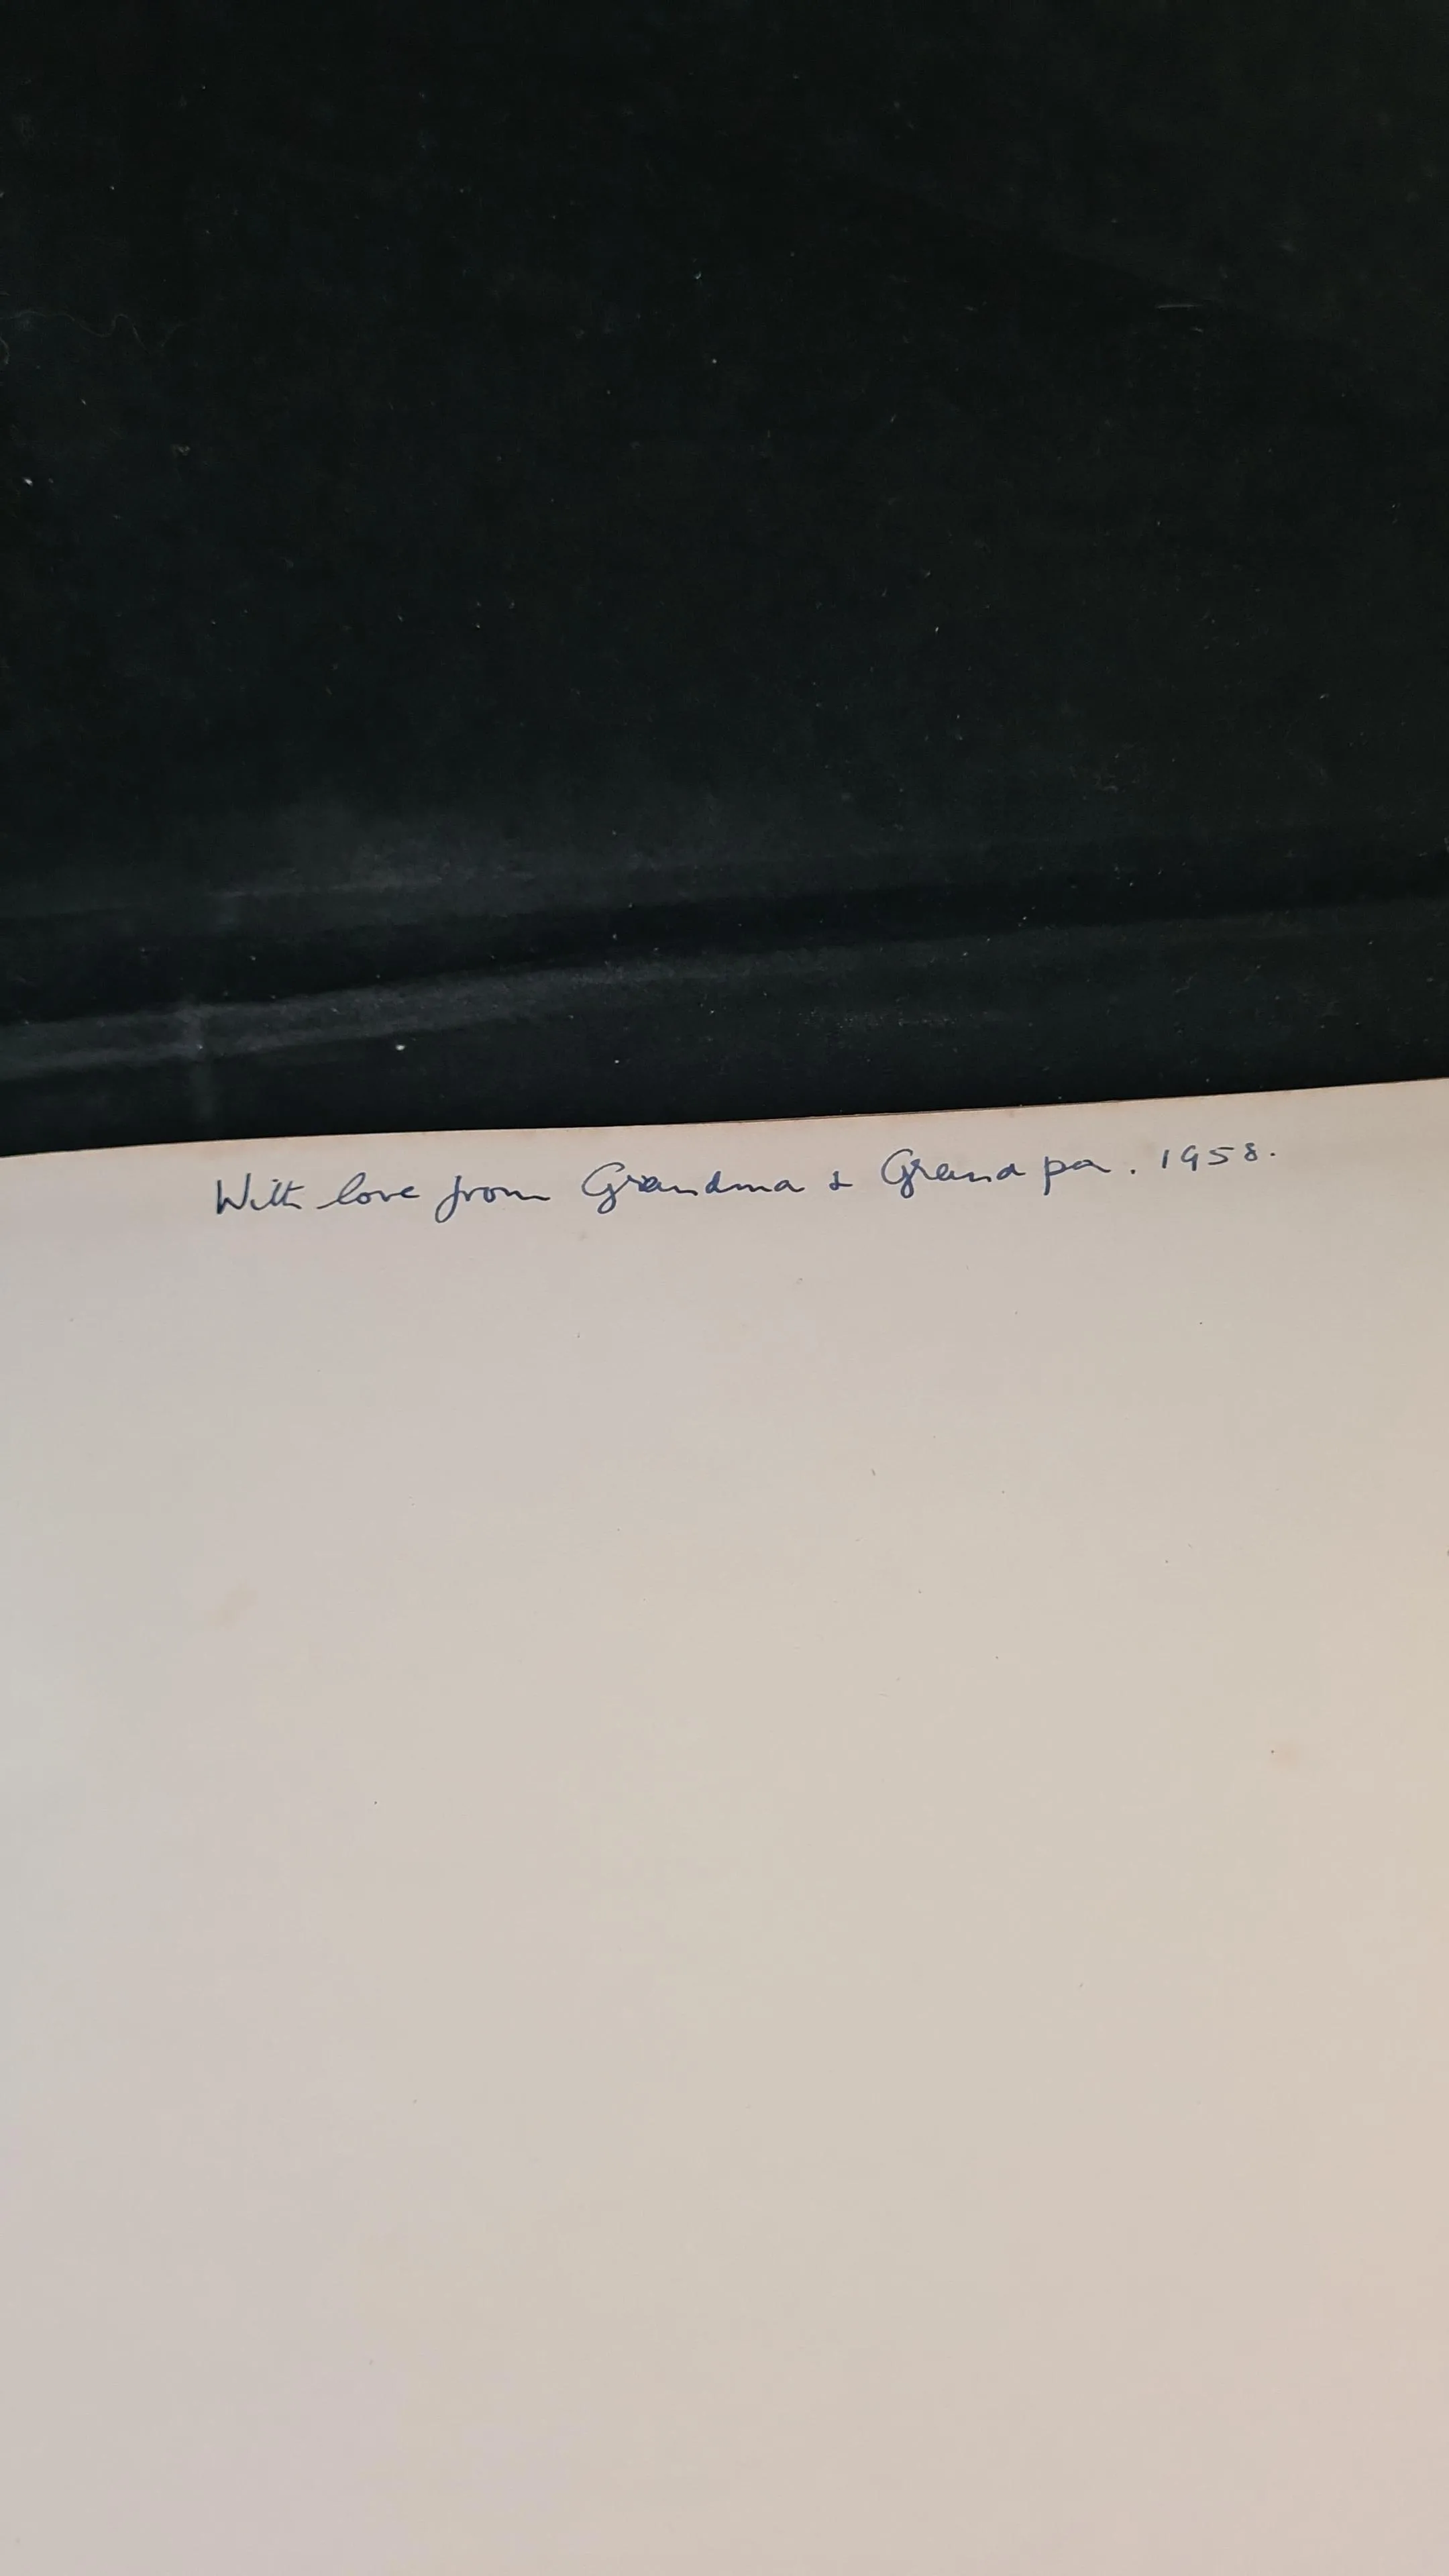 With love from Grandma & Grandpa. 1958.